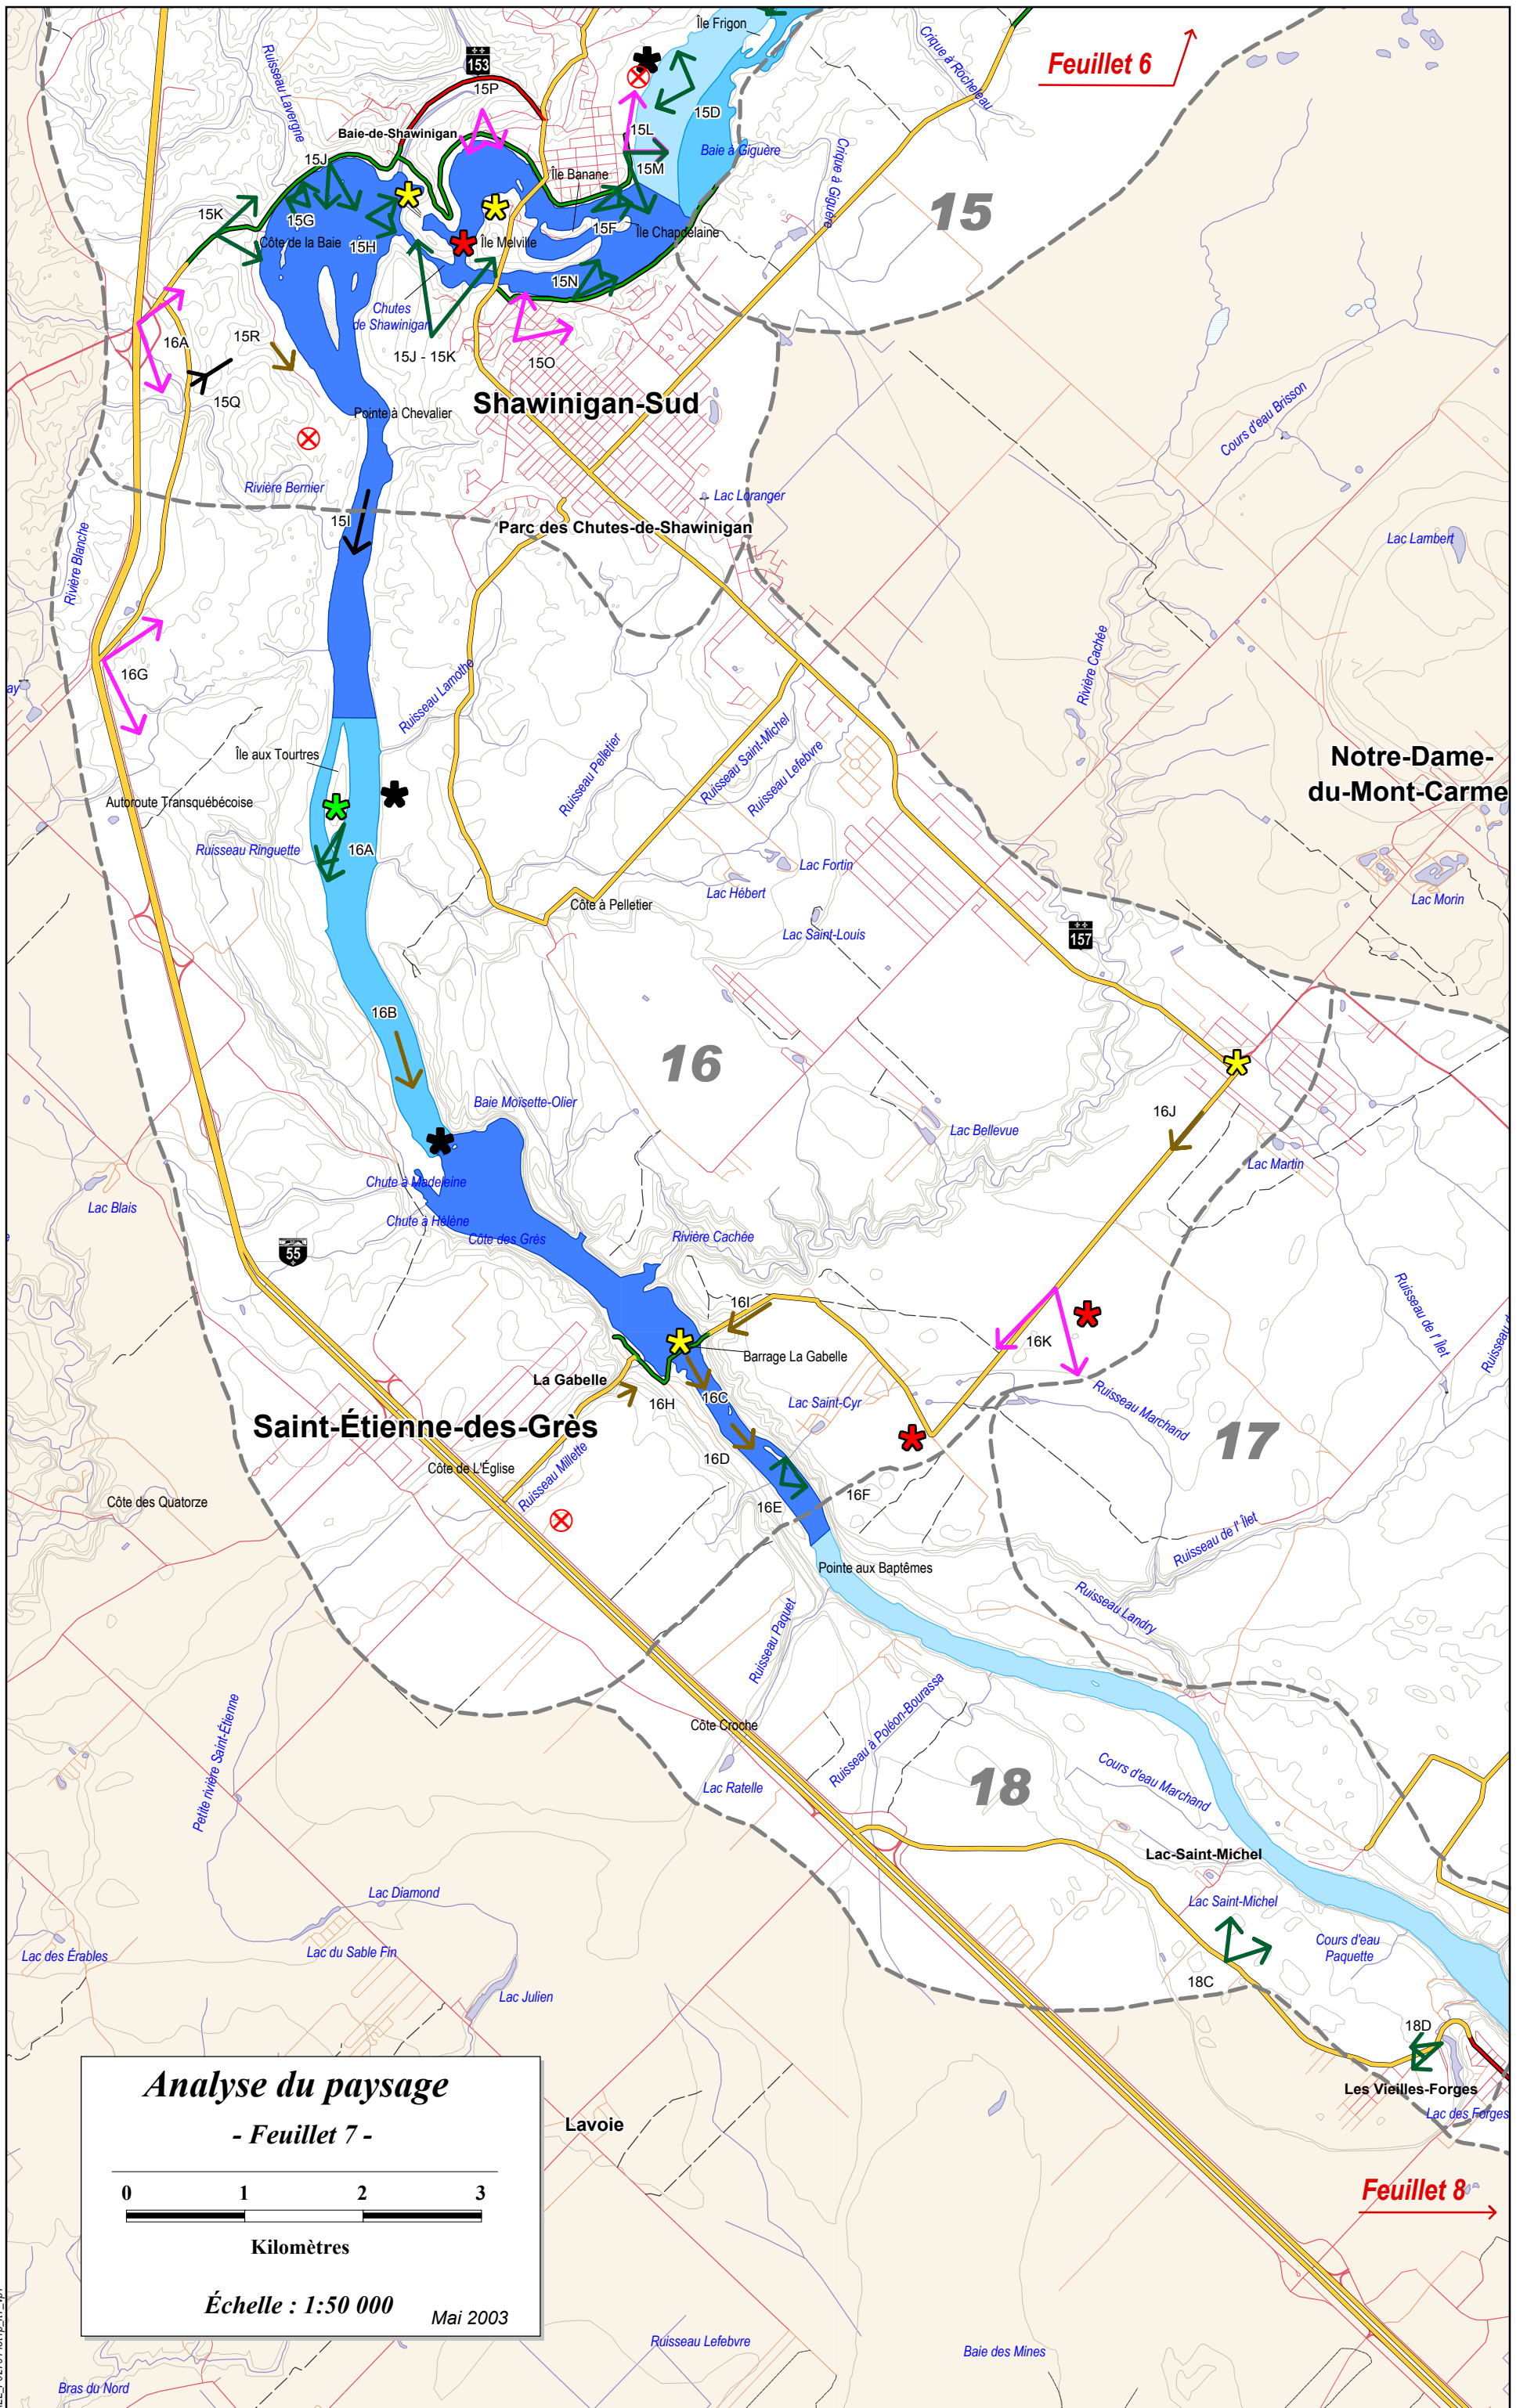 Île Frigon
Feuillet 6
153
15P
Ruisseau Lavergne
Crique à Rocheleau
15D
Baie-de-Shawinigan
15L
Baie à Giguère
15J
15M
Île Banane
Crique à Giguère
15
15K
15G
15H
15F
Île Chapdelaine
Côte de la Baie
Île Melville
15N
Chutes
de Shawinigan
16A
15R
15J - 15K
15O
15Q
Shawinigan-Sud
Pointe à Chevalier
Cours d'eau Brisson
Rivière Bernier
Lac Loranger
15I
Parc des Chutes-de-Shawinigan
Lac Lambert
Rivière Blanche
16G
Ruisseau Lamothe
Rivière Cachée
Île aux Tourtres
Ruisseau Pelletier
Ruisseau Saint-Michel
Ruisseau Lefebvre
Notre-Dame-
du-Mont-Carme
Autoroute Transquébécoise
Ruisseau Ringuette
16A
Lac Fortin
Lac Hébert
Lac Morin
Côte à Pelletier
Lac Saint-Louis
157
16B
16
Baie Moïsette-Olier
16J
Lac Bellevue
Lac Martin
Chute à Madeleine
Lac Blais
Chute à Hélène
Côte des Grès
Rivière Cachée
55
16I
Ruisseau de l' Îlet
16K
Barrage La Gabelle
La Gabelle
16C
16H
Lac Saint-Cyr
Ruisseau Marchand
Saint-Étienne-des-Grès
17
16D
Côte de L'Église
Ruisseau Millette
16F
16E
Côte des Quatorze
Ruisseau de l' Îlet
Pointe aux Baptêmes
Ruisseau Landry
Ruisseau Paquet
Petite rivière Saint-Étienne
Côte Croche
Ruisseau à Poléon-Bourassa
Lac Ratelle
18
Cours d'eau Marchand
Lac-Saint-Michel
Lac Diamond
Lac Saint-Michel
Lac des Érables
Lac du Sable Fin
Cours d'eau
Paquette
18C
Lac Julien
18D
Les Vieilles-Forges
Lac des Forges
Analyse du paysage
- Feuillet 7 -
0 1 2 3
Kilomètres
Échelle : 1:50 000
Mai 2003
Lavoie
Feuillet 8
Ruisseau Lefebvre
Baie des Mines
Bras du Nord